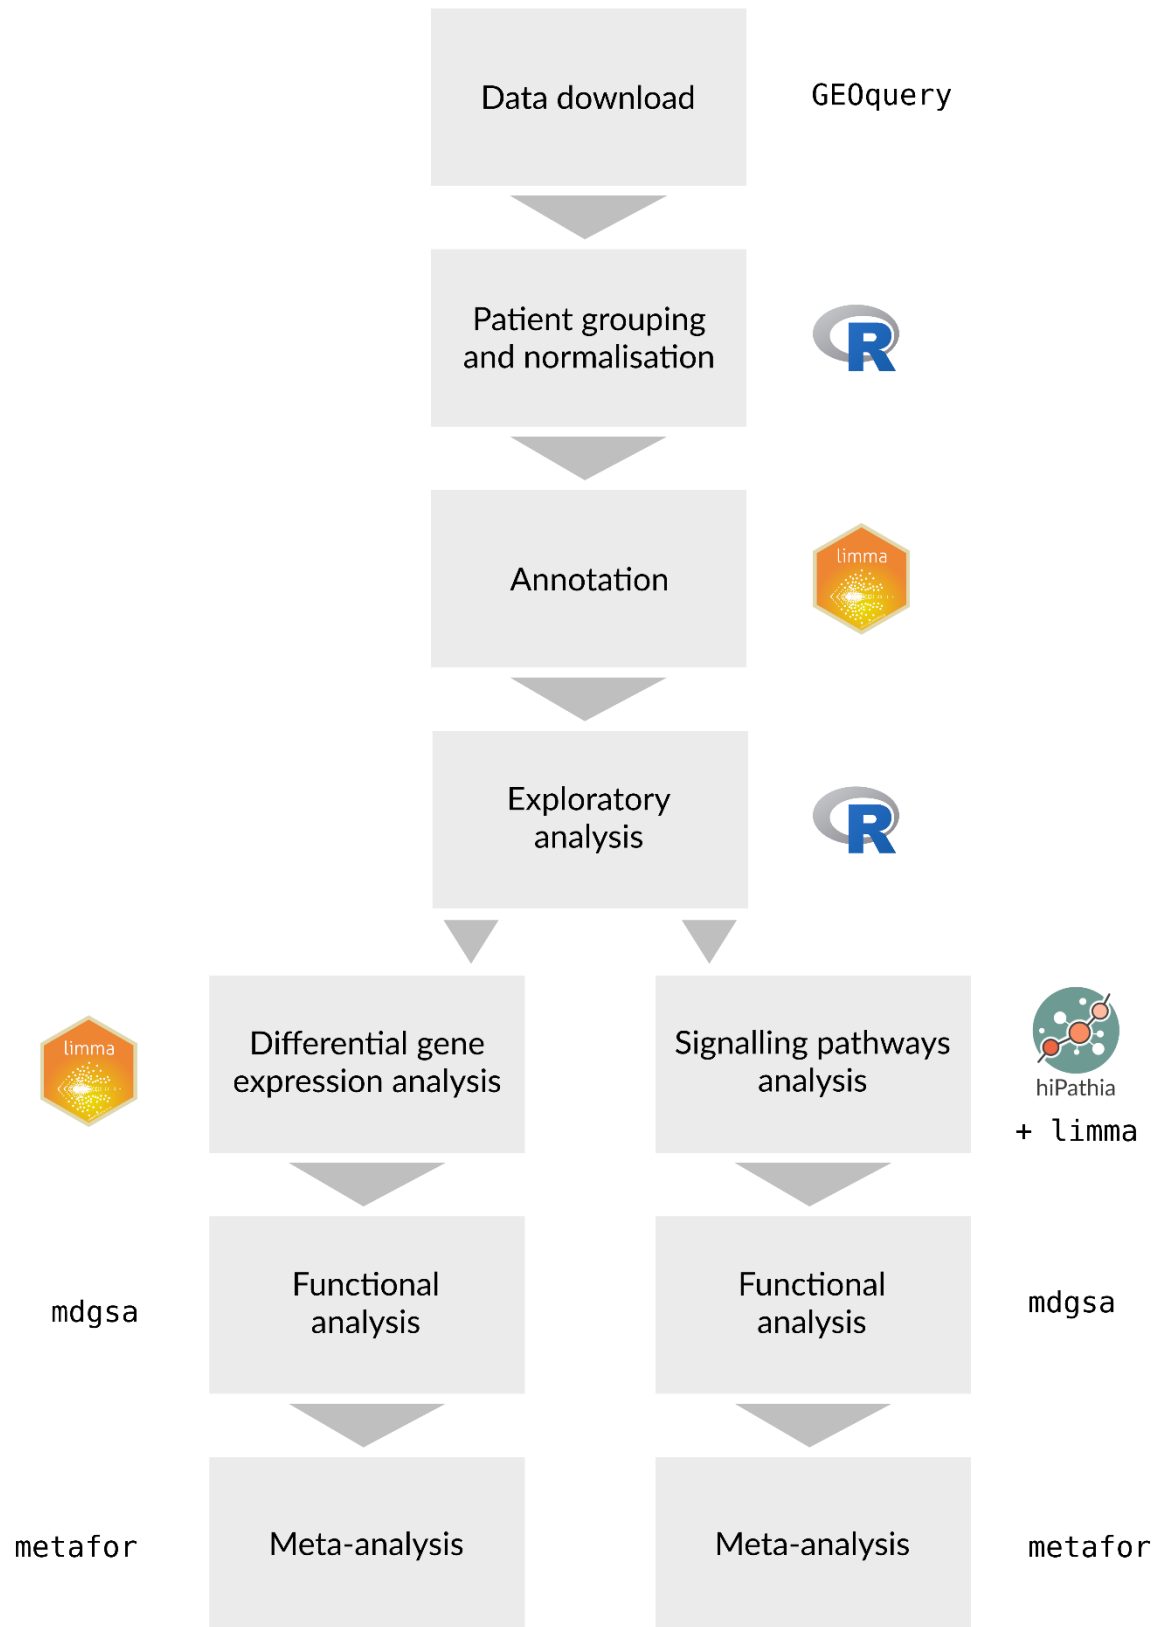 Data download
GEOquery
Patient grouping
and normalisation
R
Annotation
limma
Exploratory
analysis
R
limma
Differential gene
expression analysis
Signalling pathways
analysis
hiPathia
+ limma
mdgsa
Functional
analysis
Functional
analysis
mdgsa
metafor
Meta-analysis
Meta-analysis
metafor